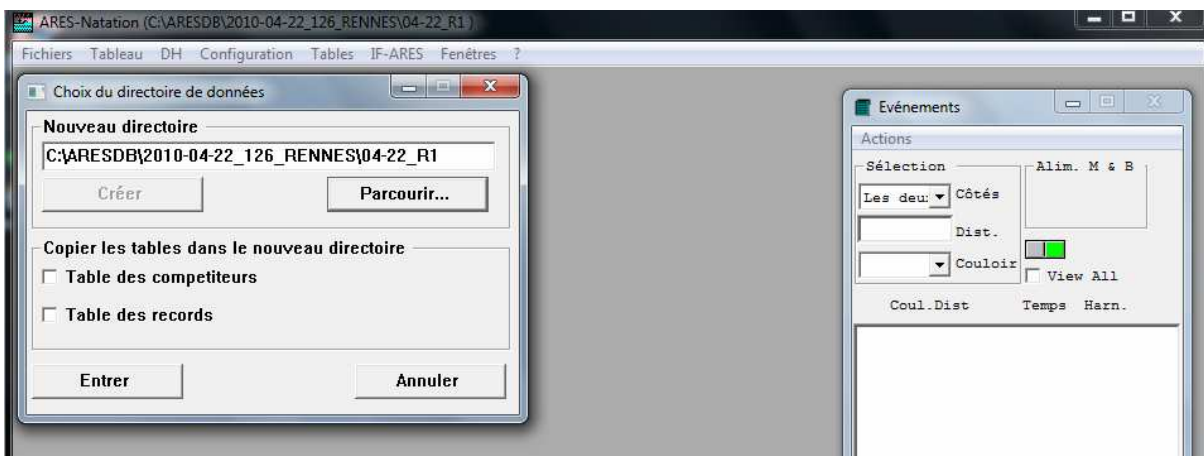 ARES-Natation (C:\ARESDB\2010-04-22_126_RENNES\04-22_R1 )
Fichiers Tableau DH Configuration Tables IF-ARES Fenêtres ?
Choix du directoire de données
Nouveau directoire
C:\ARESDB\2010-04-22_126_RENNES\04-22_R1
Créer Parcourir...
Copier les tables dans le nouveau directoire
Table des competiteurs
Table des records
Entrer Annuler
Evénements
Actions
Sélection Alim. M & B
Les deu: Côtés
Dist.
Couloir
View All
Coul.Dist Temps Harn.